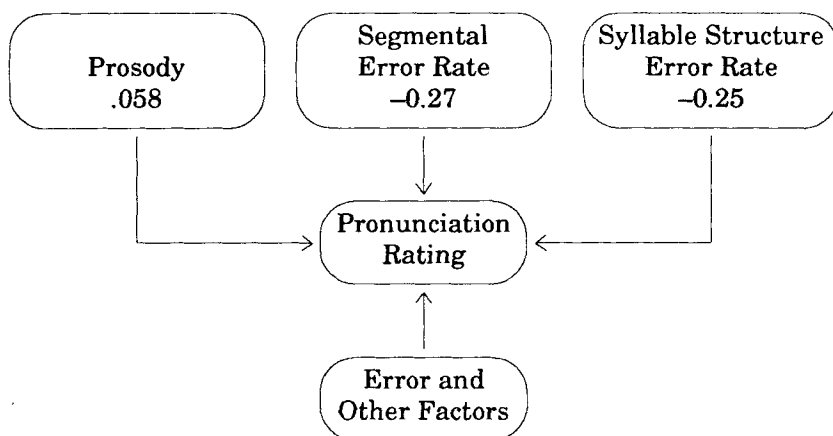 Prosody
.058
Segmental
Error Rate
–0.27
Syllable Structure
Error Rate
–0.25
Pronunciation
Rating
Error and
Other Factors